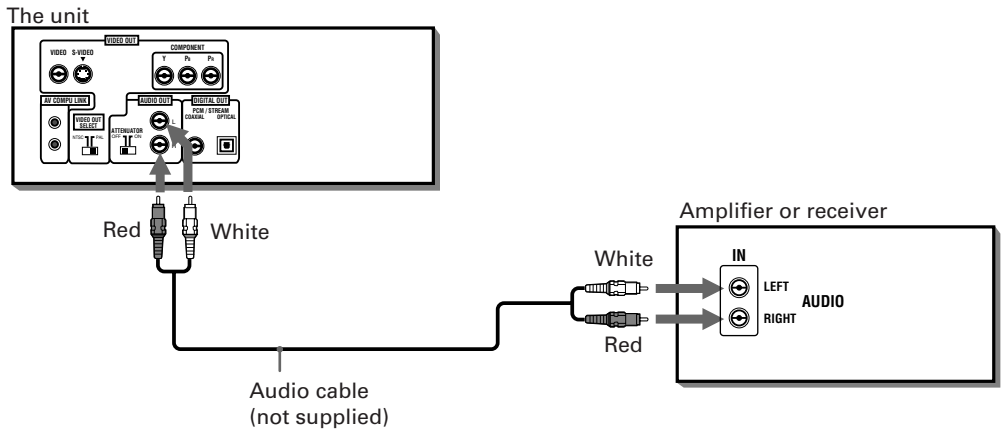 The unit
VIDEO OUT
VIDEO S-VIDEO
COMPONENT
Y PB PR
AV COMPU LINK
VIDEO OUT
SELECT
NTSC PAL
AUDIO OUT
ATTENUATOR
OFF ON
L
R
DIGITAL OUT
PCM / STREAM
COAXIAL OPTICAL
Red
White
Audio cable
(not supplied)
Amplifier or receiver
White
Red
IN
LEFT
RIGHT
AUDIO